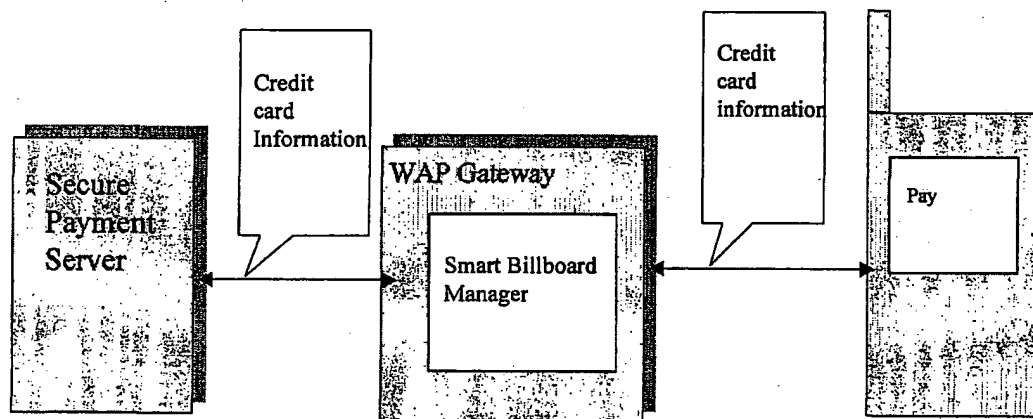 Secure
Payment
Server
Credit
card
Information
WAP Gateway
Smart Billboard
Manager
Credit
card
information
Pay